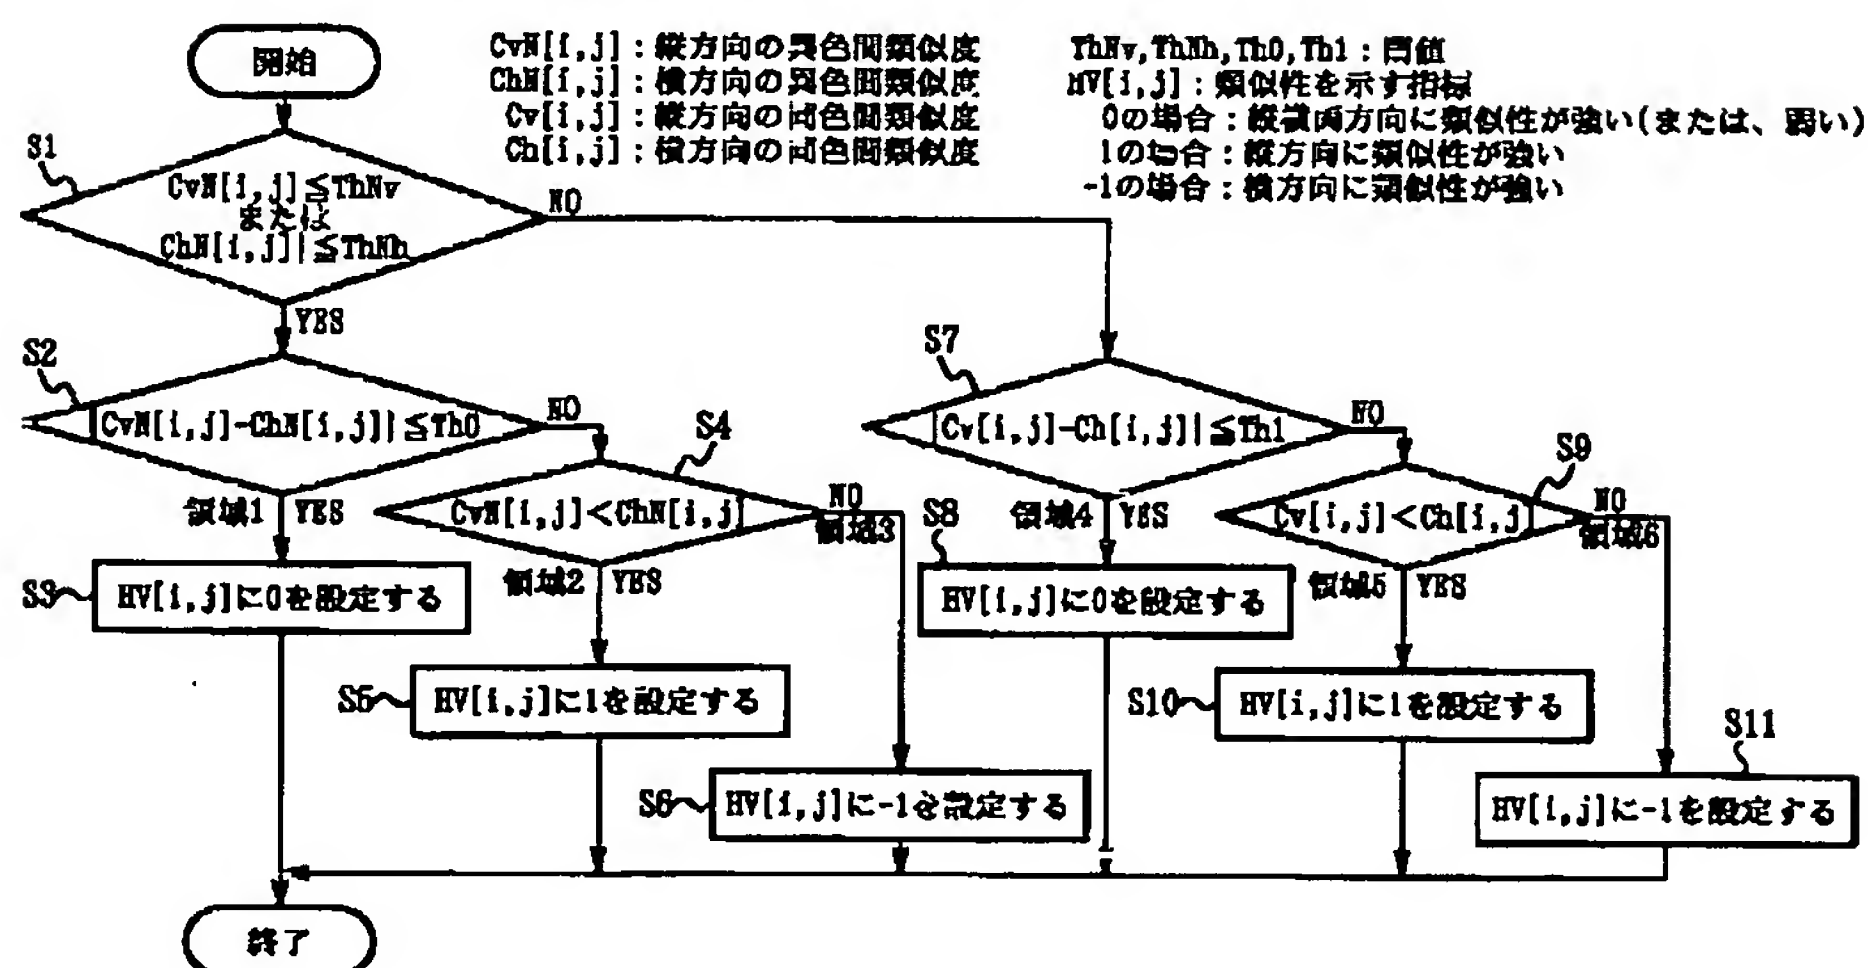 開始
CvN[i,j]:縦方向の異色間類似度
ChN[i,j]:横方向の異色間類似度
Cv[i,j]:縦方向の同色間類似度
Ch[i,j]:横方向の同色間類似度
ThNv,ThNh,Th0,Th1:閾値
HV[i,j]:類似性を示す指標
0の場合:縦横両方向に類似性が強い(または、弱い)
1の場合:縦方向に類似性が強い
-1の場合:横方向に類似性が強い
S1
CvN[i,j]≦ThNv
または
ChN[i,j]|≦ThNh
NO
YES
S2
|CvN[i,j]-ChN[i,j]|≦Th0
NO
領域1 YES
S3
HV[i,j]に0を設定する
S4
CvN[i,j]<ChN[i,j]
NO
領域3
領域2 YES
S5
HV[i,j]に1を設定する
S6
HV[i,j]に-1を設定する
S7
|Cv[i,j]-Ch[i,j]|≦Th1
NO
領域4 YES
S8
HV[i,j]に0を設定する
S9
Cv[i,j]<Ch[i,j]
NO
領域6
領域5 YES
S10
HV[i,j]に1を設定する
S11
HV[i,j]に-1を設定する
終了